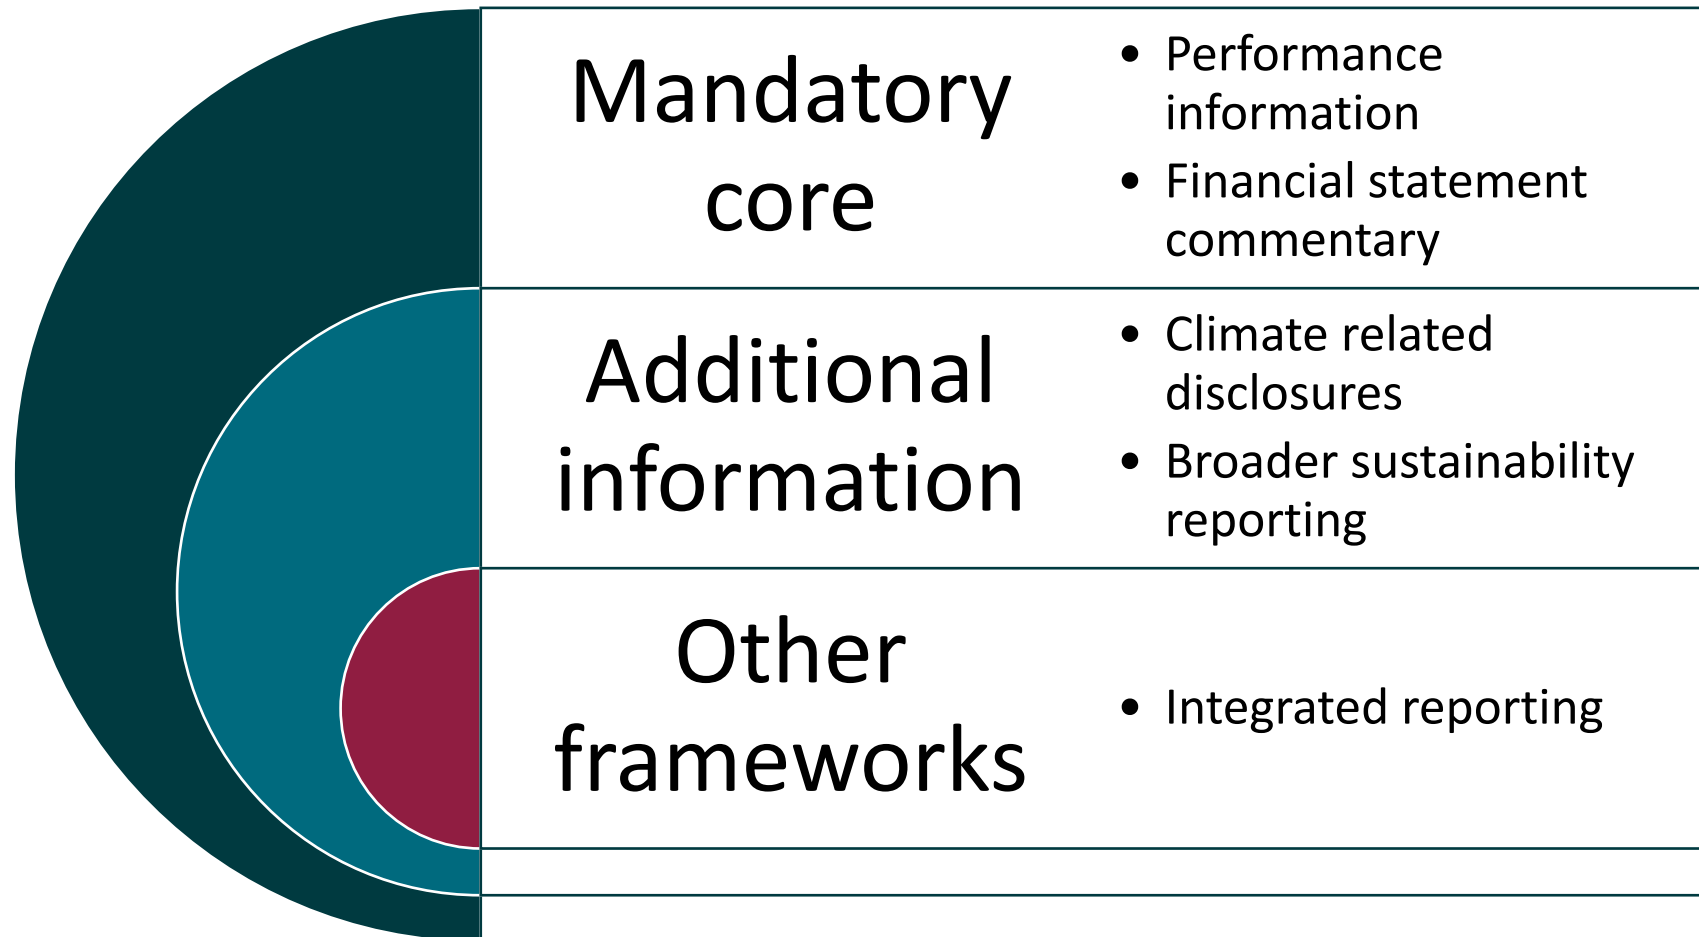 Mandatory
core
• Performance
information
• Financial statement
commentary
Additional
information
• Climate related
disclosures
• Broader sustainability
reporting
Other
frameworks
• Integrated reporting